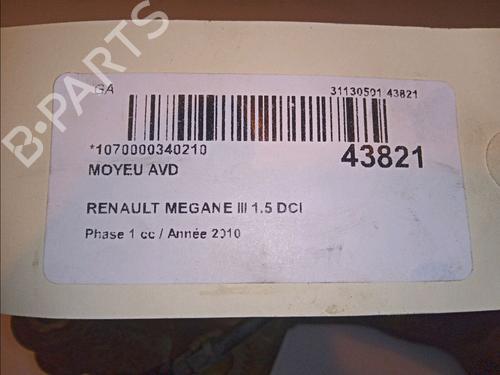 B-PARTS
GA
31130501 43821
*1070000340210
43821
MOYEU AVD
RENAULT MEGANE III 1.5 DCI
Phase 1 cc / Année 2010